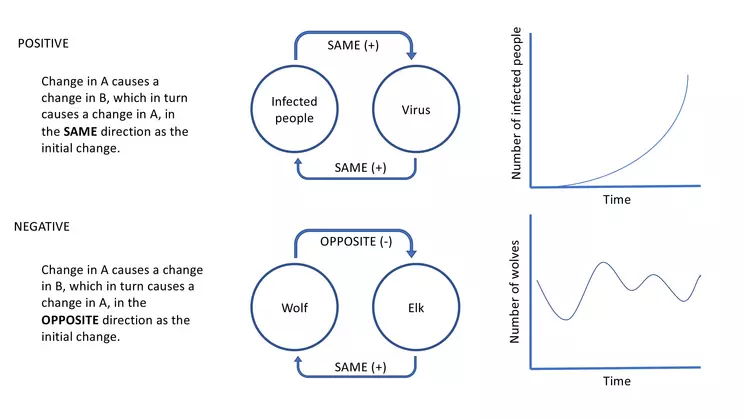 POSITIVE
Change in A causes a
change in B, which in turn
causes a change in A, in
the SAME direction as the
initial change.
SAME (+)
Infected
people
Virus
SAME (+)
Number of infected people
Time
NEGATIVE
Change in A causes a change
in B, which in turn causes a
change in A, in the
OPPOSITE direction as the
initial change.
OPPOSITE (-)
Wolf
Elk
SAME (+)
Number of wolves
Time